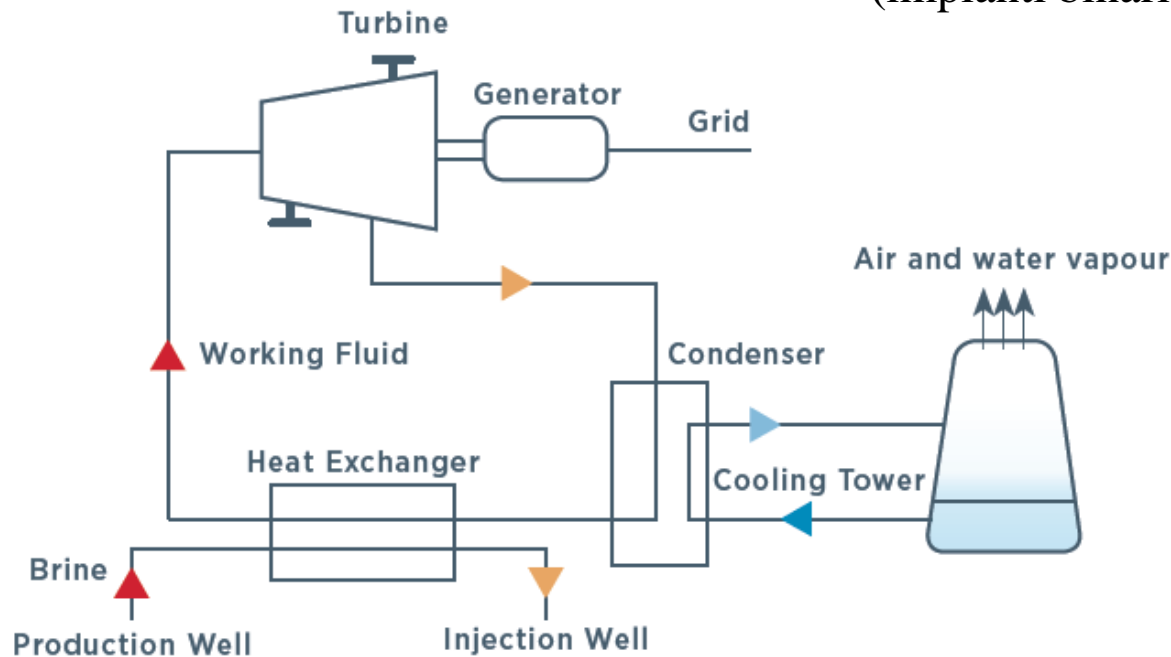 Turbine
Generator
Grid
Air and water vapour
Working Fluid
Condenser
Heat Exchanger
Cooling Tower
Brine
Production Well
Injection Well